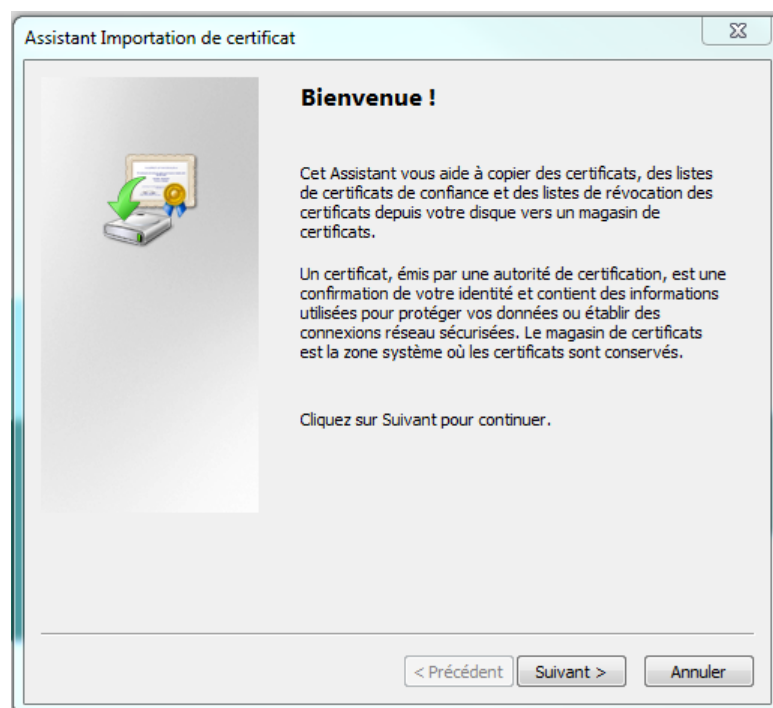 Assistant Importation de certificat
Bienvenue !
Cet Assistant vous aide à copier des certificats, des listes
de certificats de confiance et des listes de révocation des
certificats depuis votre disque vers un magasin de
certificats.
Un certificat, émis par une autorité de certification, est une
confirmation de votre identité et contient des informations
utilisées pour protéger vos données ou établir des
connexions réseau sécurisées. Le magasin de certificats
est la zone système où les certificats sont conservés.
Cliquez sur Suivant pour continuer.
< Précédent Suivant > Annuler